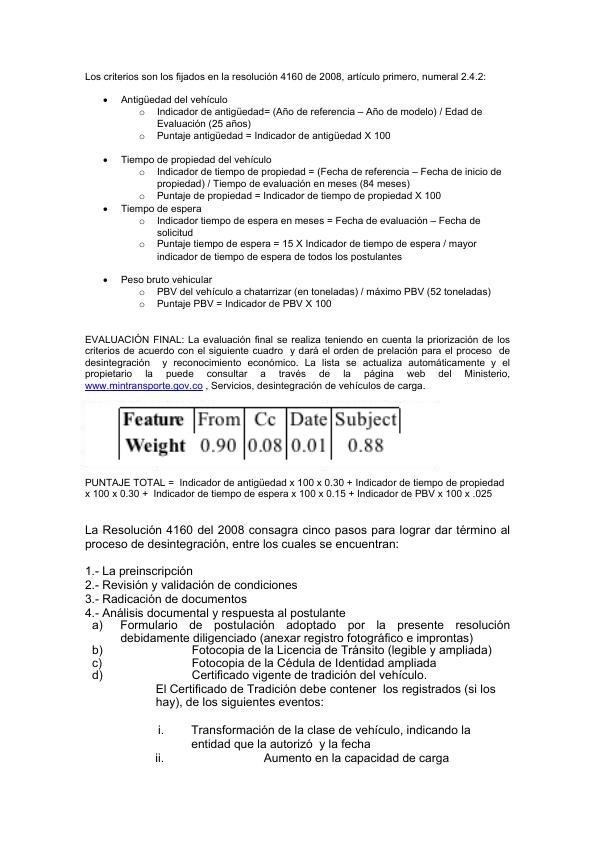 Los criterios son los fijados en la resolución 4160 de 2008, artículo primero, numeral 2.4.2:
• Antigüedad del vehículo
o Indicador de antigüedad= (Año de referencia – Año de modelo) / Edad de
Evaluación (25 años)
o Puntaje antigüedad = Indicador de antigüedad X 100
• Tiempo de propiedad del vehículo
o Indicador de tiempo de propiedad = (Fecha de referencia – Fecha de inicio de
propiedad) / Tiempo de evaluación en meses (84 meses)
o Puntaje de propiedad = Indicador de tiempo de propiedad X 100
• Tiempo de espera
o Indicador tiempo de espera en meses = Fecha de evaluación – Fecha de
solicitud
o Puntaje tiempo de espera = 15 X Indicador de tiempo de espera / mayor
indicador de tiempo de espera de todos los postulantes
• Peso bruto vehicular
o PBV del vehículo a chatarrizar (en toneladas) / máximo PBV (52 toneladas)
o Puntaje PBV = Indicador de PBV X 100
EVALUACIÓN FINAL: La evaluación final se realiza teniendo en cuenta la priorización de los
criterios de acuerdo con el siguiente cuadro y dará el orden de prelación para el proceso de
desintegración y reconocimiento económico. La lista se actualiza automáticamente y el
propietario la puede consultar a través de la página web del Ministerio,
www.mintransporte.gov.co , Servicios, desintegración de vehículos de carga.
Feature From Cc Date Subject
Weight 0.90 0.08 0.01 0.88
PUNTAJE TOTAL = Indicador de antigüedad x 100 x 0.30 + Indicador de tiempo de propiedad
x 100 x 0.30 + Indicador de tiempo de espera x 100 x 0.15 + Indicador de PBV x 100 x .025
La Resolución 4160 del 2008 consagra cinco pasos para lograr dar término al
proceso de desintegración, entre los cuales se encuentran:
1.- La preinscripción
2.- Revisión y validación de condiciones
3.- Radicación de documentos
4.- Análisis documental y respuesta al postulante
a) Formulario de postulación adoptado por la presente resolución
debidamente diligenciado (anexar registro fotográfico e improntas)
b) Fotocopia de la Licencia de Tránsito (legible y ampliada)
c) Fotocopia de la Cédula de Identidad ampliada
d) Certificado vigente de tradición del vehículo.
El Certificado de Tradición debe contener los registrados (si los
hay), de los siguientes eventos:
i. Transformación de la clase de vehículo, indicando la
entidad que la autorizó y la fecha
ii. Aumento en la capacidad de carga